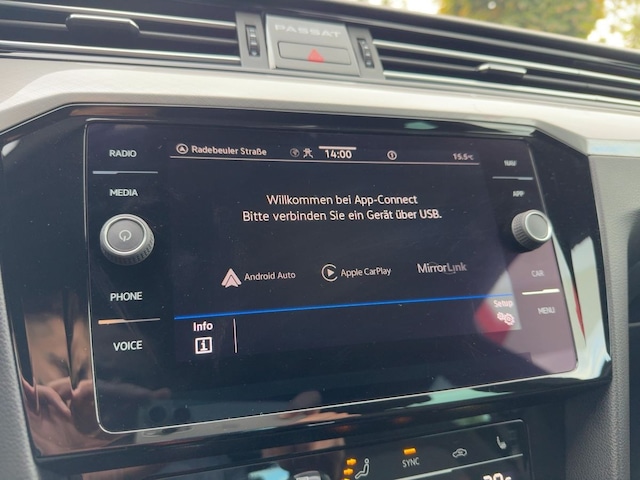 PASSAT
RADIO
MEDIA
PHONE
VOICE
Radebeuler Straße 14:00 15.5°C
Willkommen bei App-Connect
Bitte verbinden Sie ein Gerät über USB.
Android Auto Apple CarPlay MirrorLink
Info
Setup
NAV
APP
CAR
MENU
SYNC